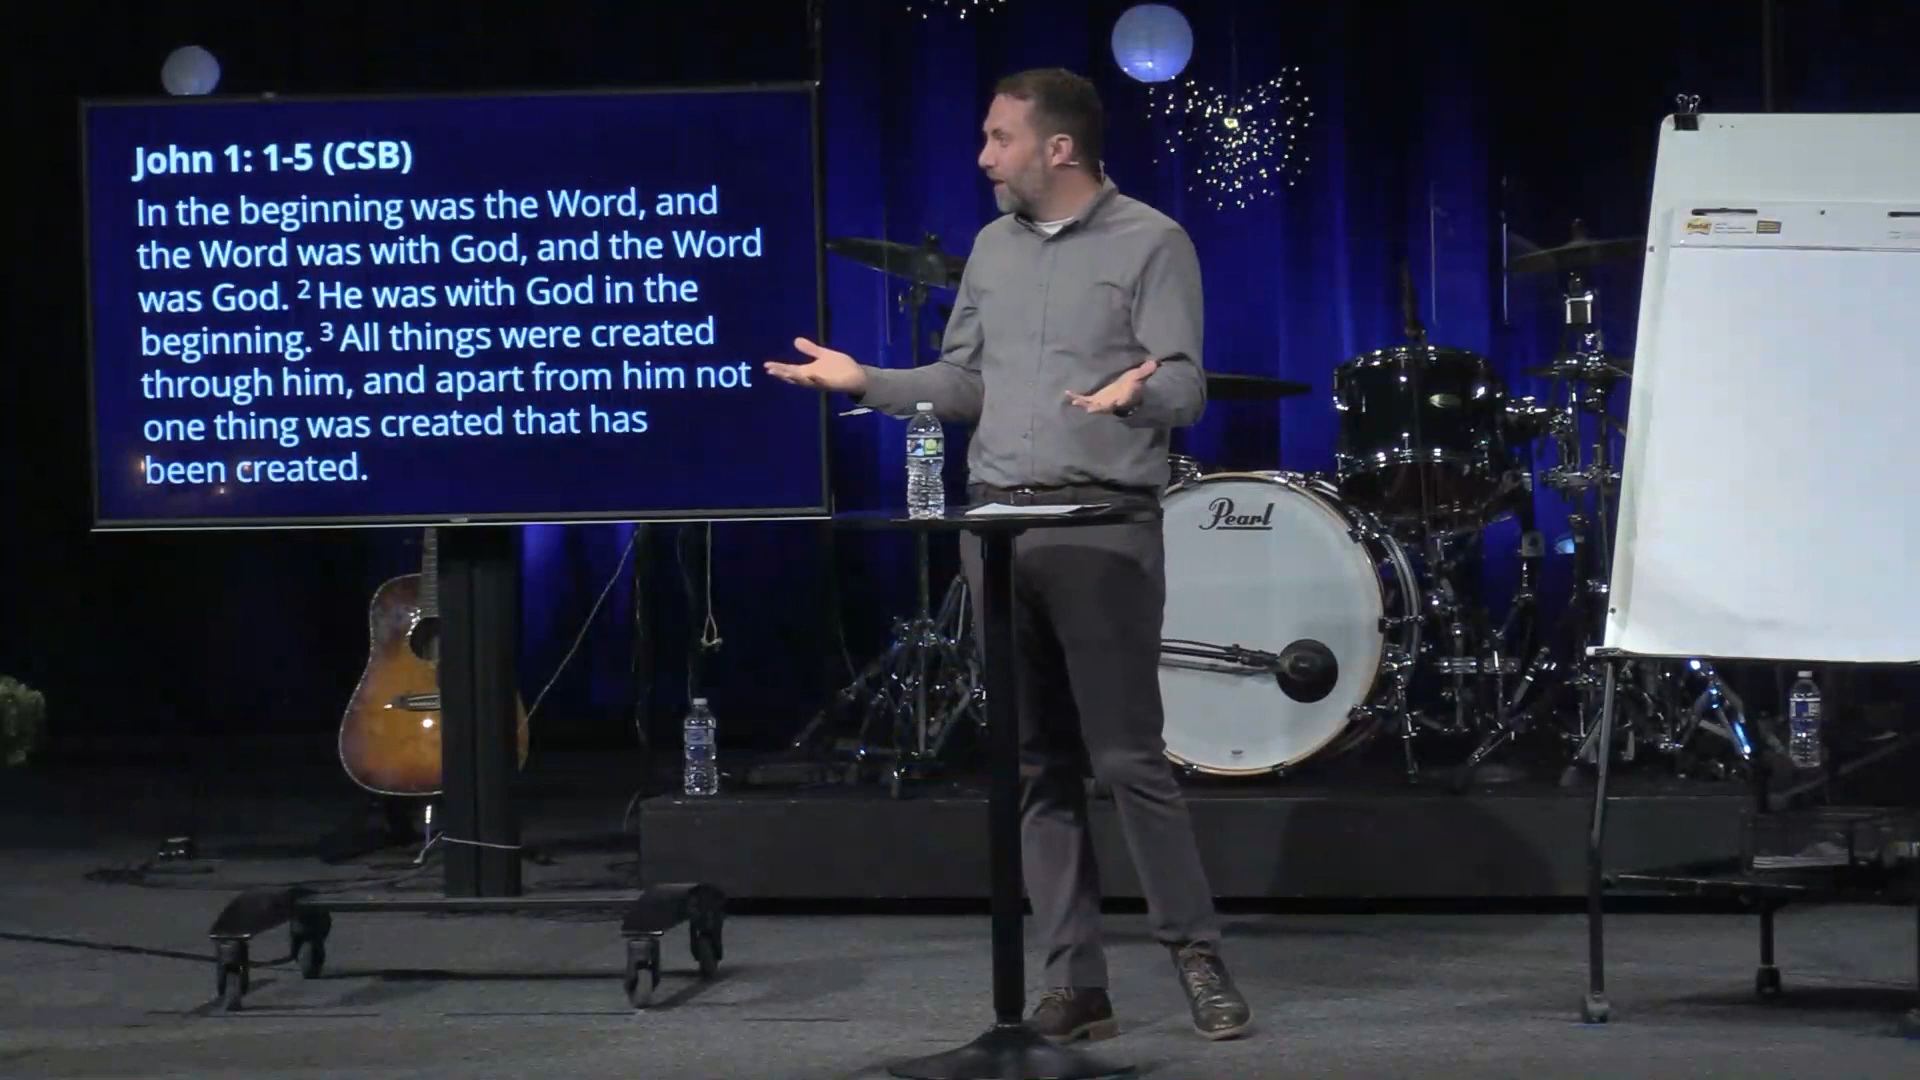 John 1: 1-5 (CSB)
In the beginning was the Word, and
the Word was with God, and the Word
was God. ² He was with God in the
beginning. ³ All things were created
through him, and apart from him not
one thing was created that has
been created.
Pearl
Post-it